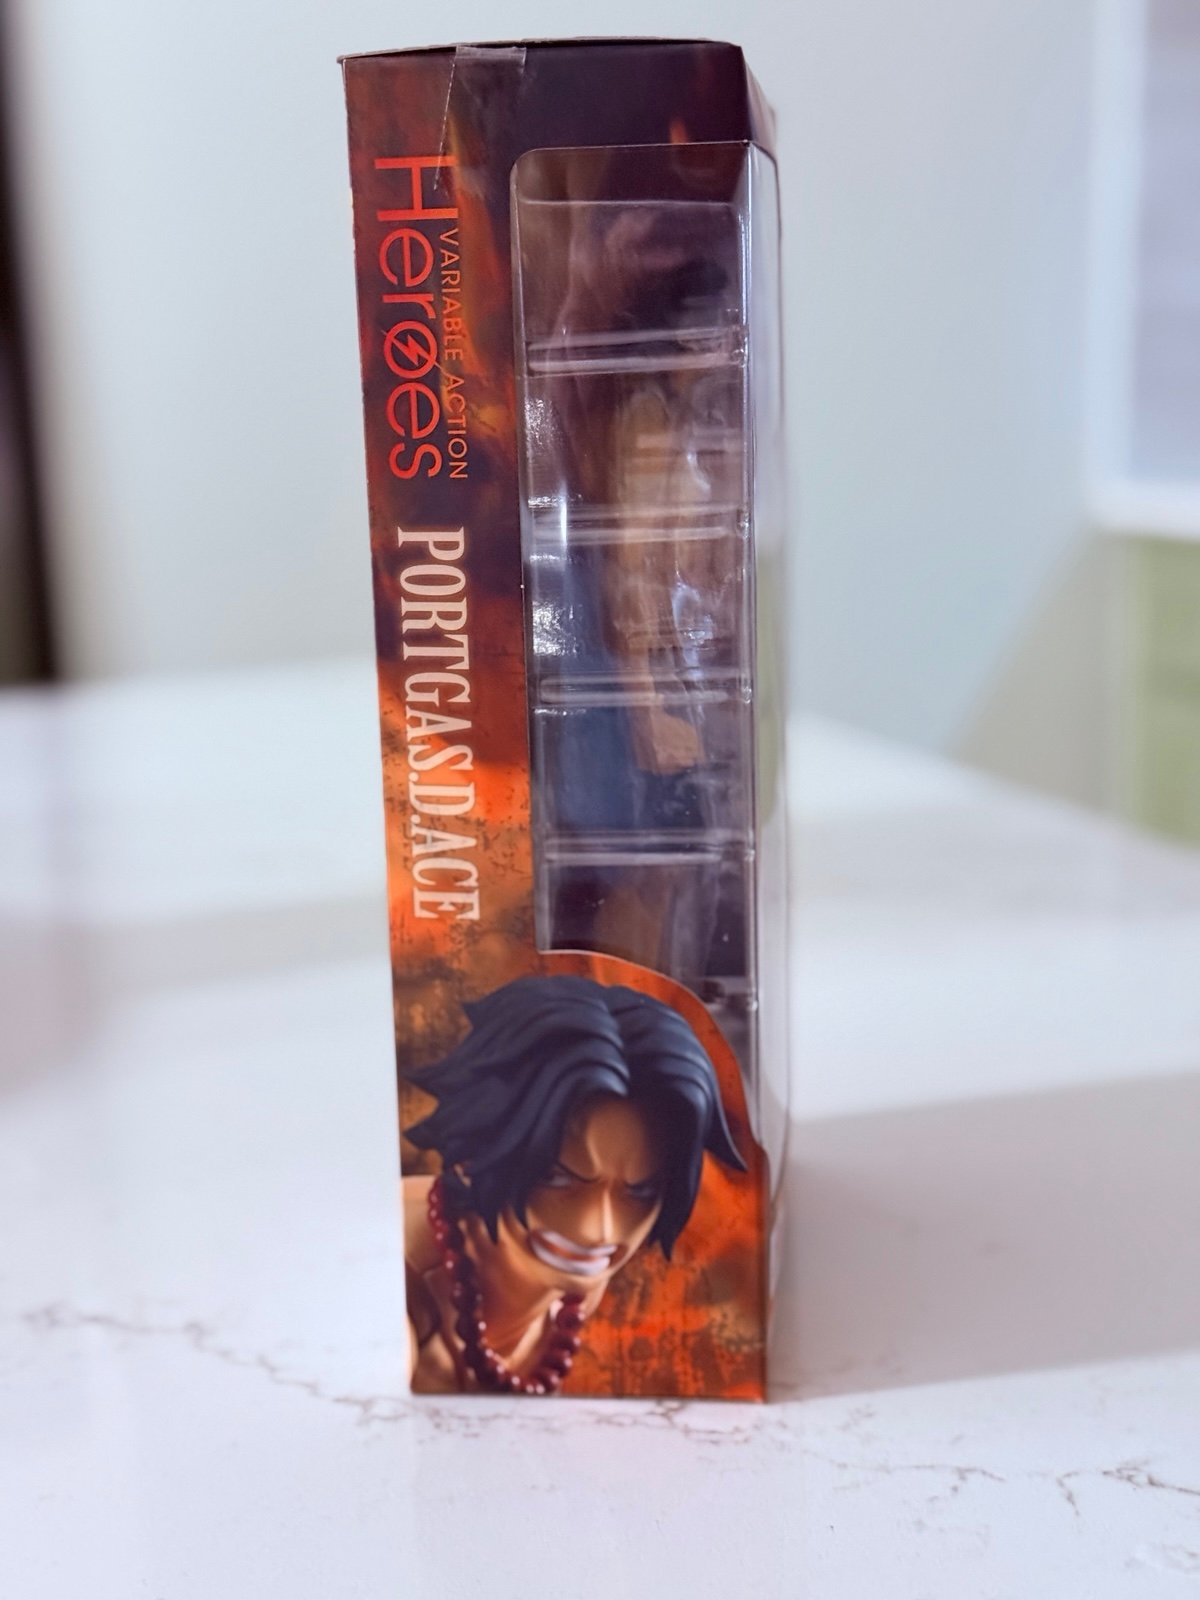 VARIABLE ACTION
Heroes
PORTGAS.D.ACE